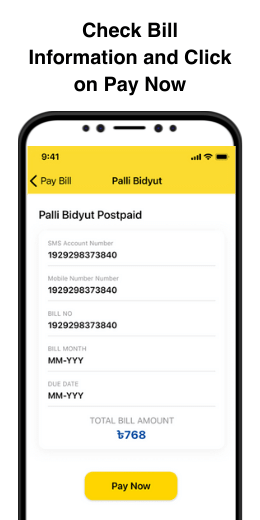 Check Bill
Information and Click
on Pay Now
9:41
Pay Bill
Palli Bidyut
Palli Bidyut Postpaid
SMS Account Number
1929298373840
Mobile Number Number
1929298373840
BILL NO
1929298373840
BILL MONTH
MM-YYY
DUE DATE
MM-YYY
TOTAL BILL AMOUNT
৳768
Pay Now